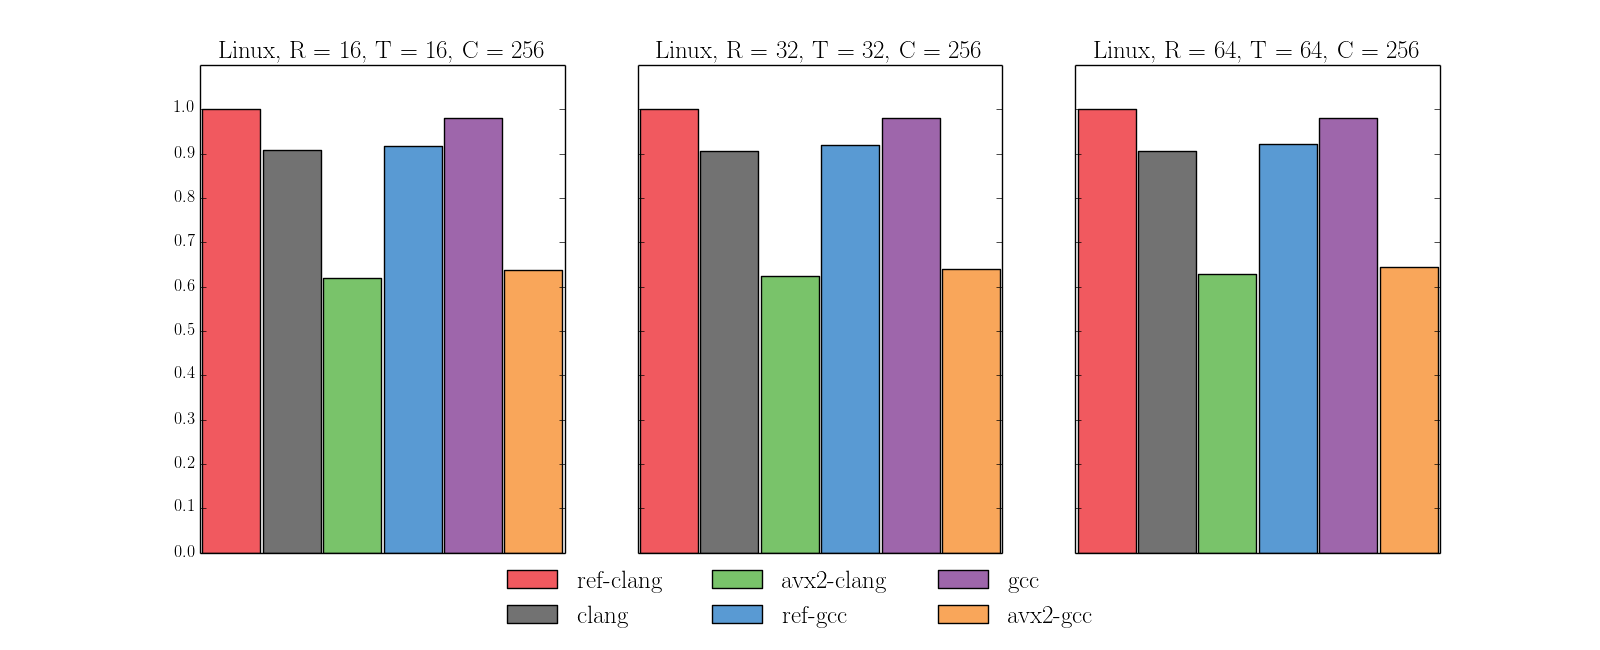 Linux, R = 16, T = 16, C = 256
Linux, R = 32, T = 32, C = 256
Linux, R = 64, T = 64, C = 256
1.0
0.9
0.8
0.7
0.6
0.5
0.4
0.3
0.2
0.1
0.0
ref-clang
avx2-clang
gcc
clang
ref-gcc
avx2-gcc